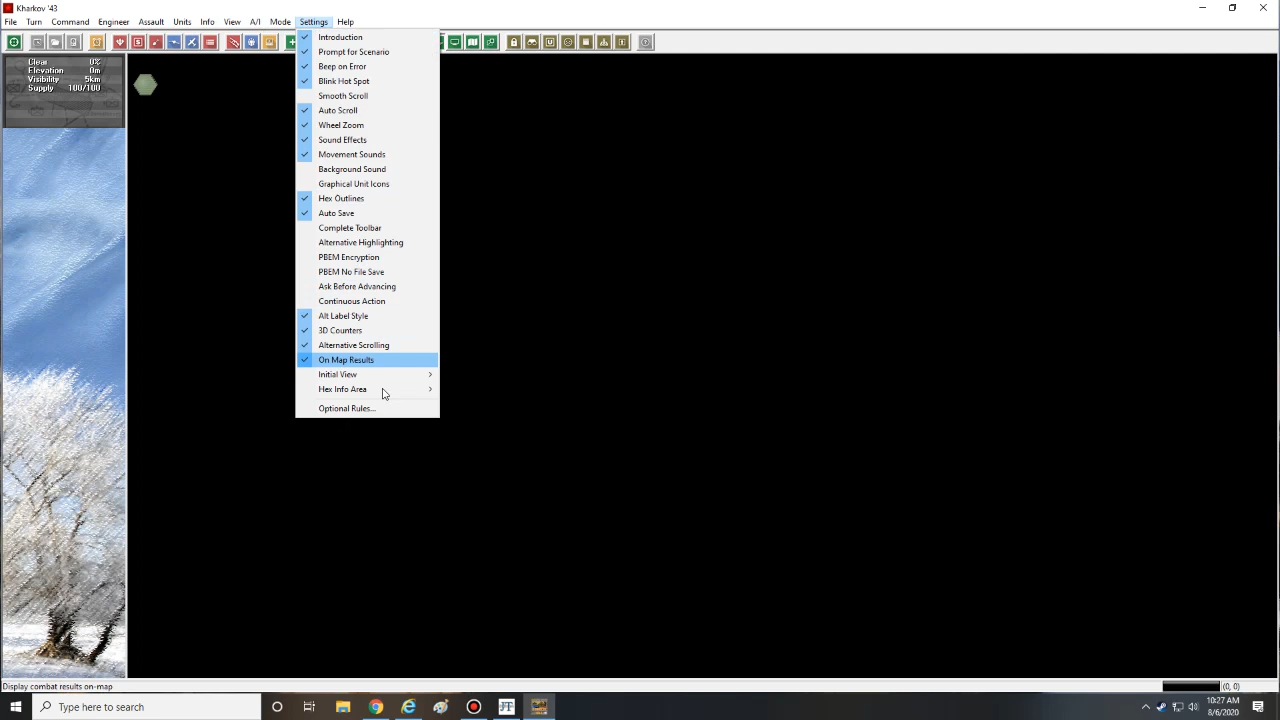 Kharkov '43
File Turn Command Engineer Assault Units Info View A/I Mode Settings Help
Clear 0%
Elevation 0m
Visibility 5km
Supply 100/100
Introduction
Prompt for Scenario
Beep on Error
Blink Hot Spot
Smooth Scroll
Auto Scroll
Wheel Zoom
Sound Effects
Movement Sounds
Background Sound
Graphical Unit Icons
Hex Outlines
Auto Save
Complete Toolbar
Alternative Highlighting
PBEM Encryption
PBEM No File Save
Ask Before Advancing
Continuous Action
Alt Label Style
3D Counters
Alternative Scrolling
On Map Results
Initial View
Hex Info Area
Optional Rules...
Display combat results on-map
(0, 0)
Type here to search
JT
10:27 AM
8/6/2020